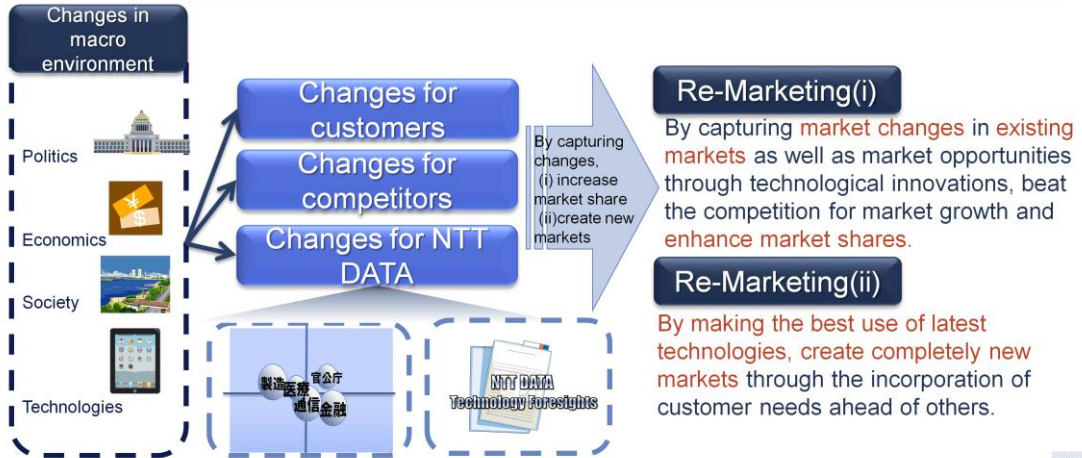 Changes in
macro
environment
Politics
Economics
Society
Technologies
¥
$
Changes for
customers
Changes for
competitors
Changes for NTT
DATA
By capturing
changes,
(i) increase
market share
(ii)create new
markets
製造
医療
官公庁
通信
金融
NTT DATA
Technology Foresights
Re-Marketing(i)
By capturing market changes in existing
markets as well as market opportunities
through technological innovations, beat
the competition for market growth and
enhance market shares.
Re-Marketing(ii)
By making the best use of latest
technologies, create completely new
markets through the incorporation of
customer needs ahead of others.